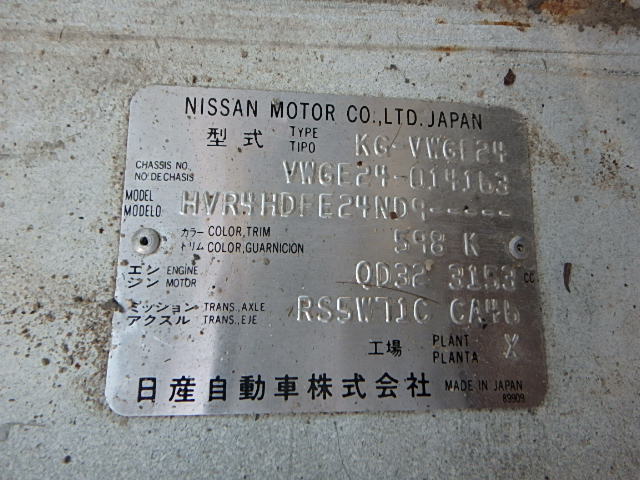 NISSAN MOTOR CO.,LTD. JAPAN
型式 TYPE TIPO KG-VWGE24
CHASSIS NO. NO DE CHASIS VWGE24-014163
MODEL MODELO HVR4HDFE24ND9-----
カラー COLOR,TRIM トリム COLOR,GUARNICION 598 K
エンジン ENGINE MOTOR QD32 3153 CC
ミッション TRANS.,AXLE アクスル TRANS.,EJE RS5W71C CA46
工場 PLANT PLANTA X
日産自動車株式会社 MADE IN JAPAN
89909